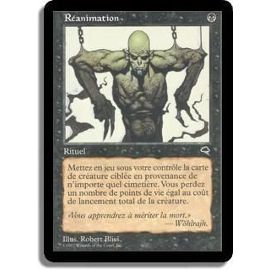 Réanimation
Rituel
Mettez en jeu sous votre contrôle la carte
de créature ciblée en provenance de
n'importe quel cimetière. Vous perdez
un nombre de points de vie égal au coût
de lancement total de la créature.
«Vous apprendrez à mériter la mort.»
—Volrath
Illus. Robert Bliss